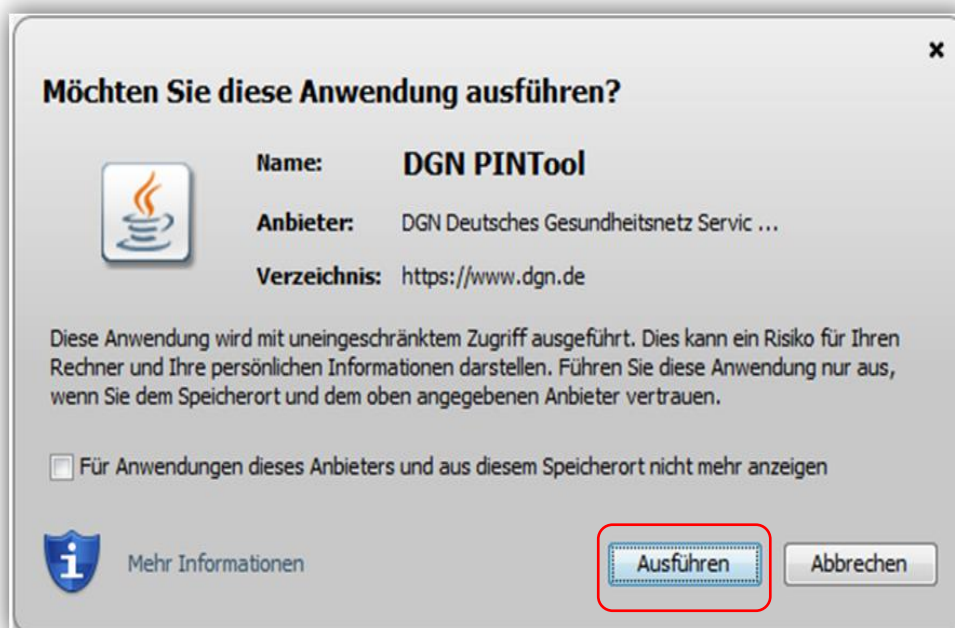 Möchten Sie diese Anwendung ausführen?
Name: DGN PINTool
Anbieter: DGN Deutsches Gesundheitsnetz Servic ...
Verzeichnis: https://www.dgn.de
Diese Anwendung wird mit uneingeschränktem Zugriff ausgeführt. Dies kann ein Risiko für Ihren
Rechner und Ihre persönlichen Informationen darstellen. Führen Sie diese Anwendung nur aus,
wenn Sie dem Speicherort und dem oben angegebenen Anbieter vertrauen.
Für Anwendungen dieses Anbieters und aus diesem Speicherort nicht mehr anzeigen
Mehr Informationen Ausführen Abbrechen